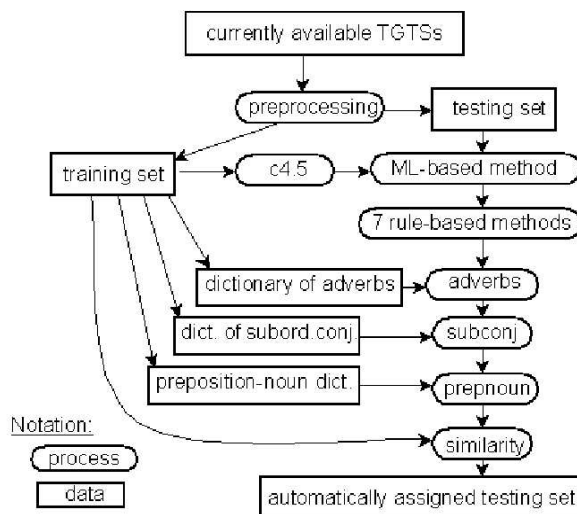 currently available TGTSs
preprocessing
testing set
training set
c4.5
ML-based method
7 rule-based methods
dictionary of adverbs
adverbs
dict. of subord.conj.
subconj
preposition-noun dict.
prepnoun
Notation:
process
data
similarity
automatically assigned testing set